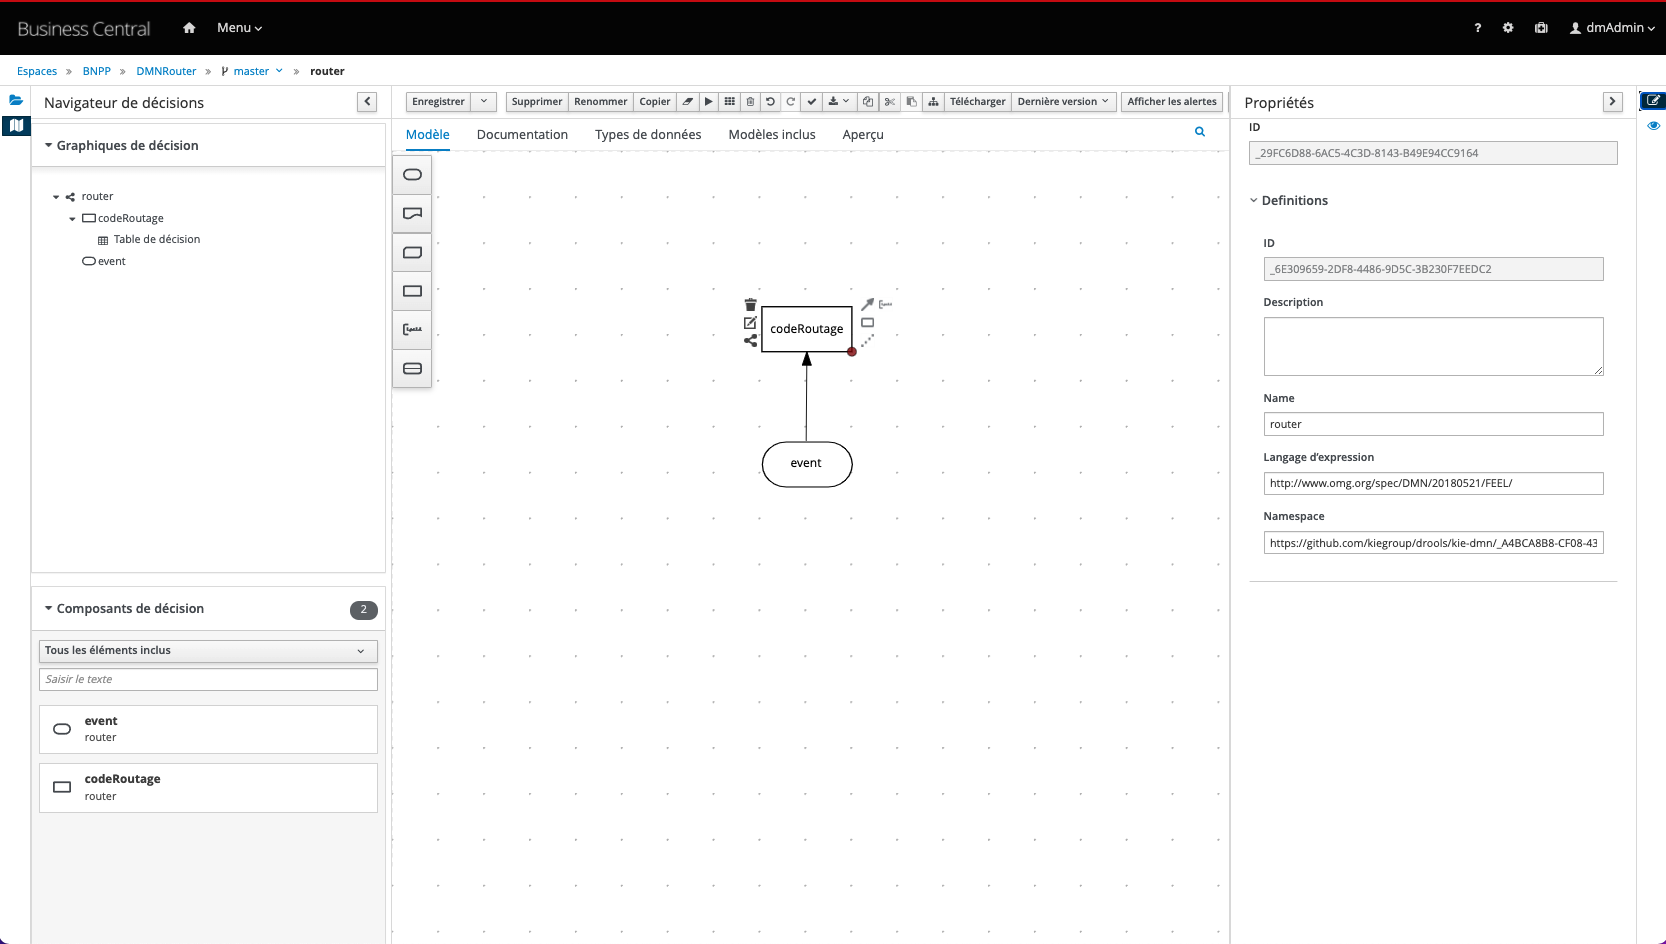 Business Central
Menu
?
dmAdmin
Espaces » BNPP » DMNRouter » master » router
Navigateur de décisions
Graphiques de décision
router
codeRoutage
Table de décision
event
Composants de décision
2
Tous les éléments inclus
Saisir le texte
event
router
codeRoutage
router
Enregistrer
Supprimer
Renommer
Copier
Télécharger
Dernière version
Afficher les alertes
Modèle
Documentation
Types de données
Modèles inclus
Aperçu
codeRoutage
event
Propriétés
ID
_29FC6D88-6AC5-4C3D-8143-B49E94CC9164
Definitions
ID
_6E309659-2DF8-4486-9D5C-3B230F7EEDC2
Description
Name
router
Langage d'expression
http://www.omg.org/spec/DMN/20180521/FEEL/
Namespace
https://github.com/kiegroup/drools/kie-dmn/_A4BCA8B8-CF08-43